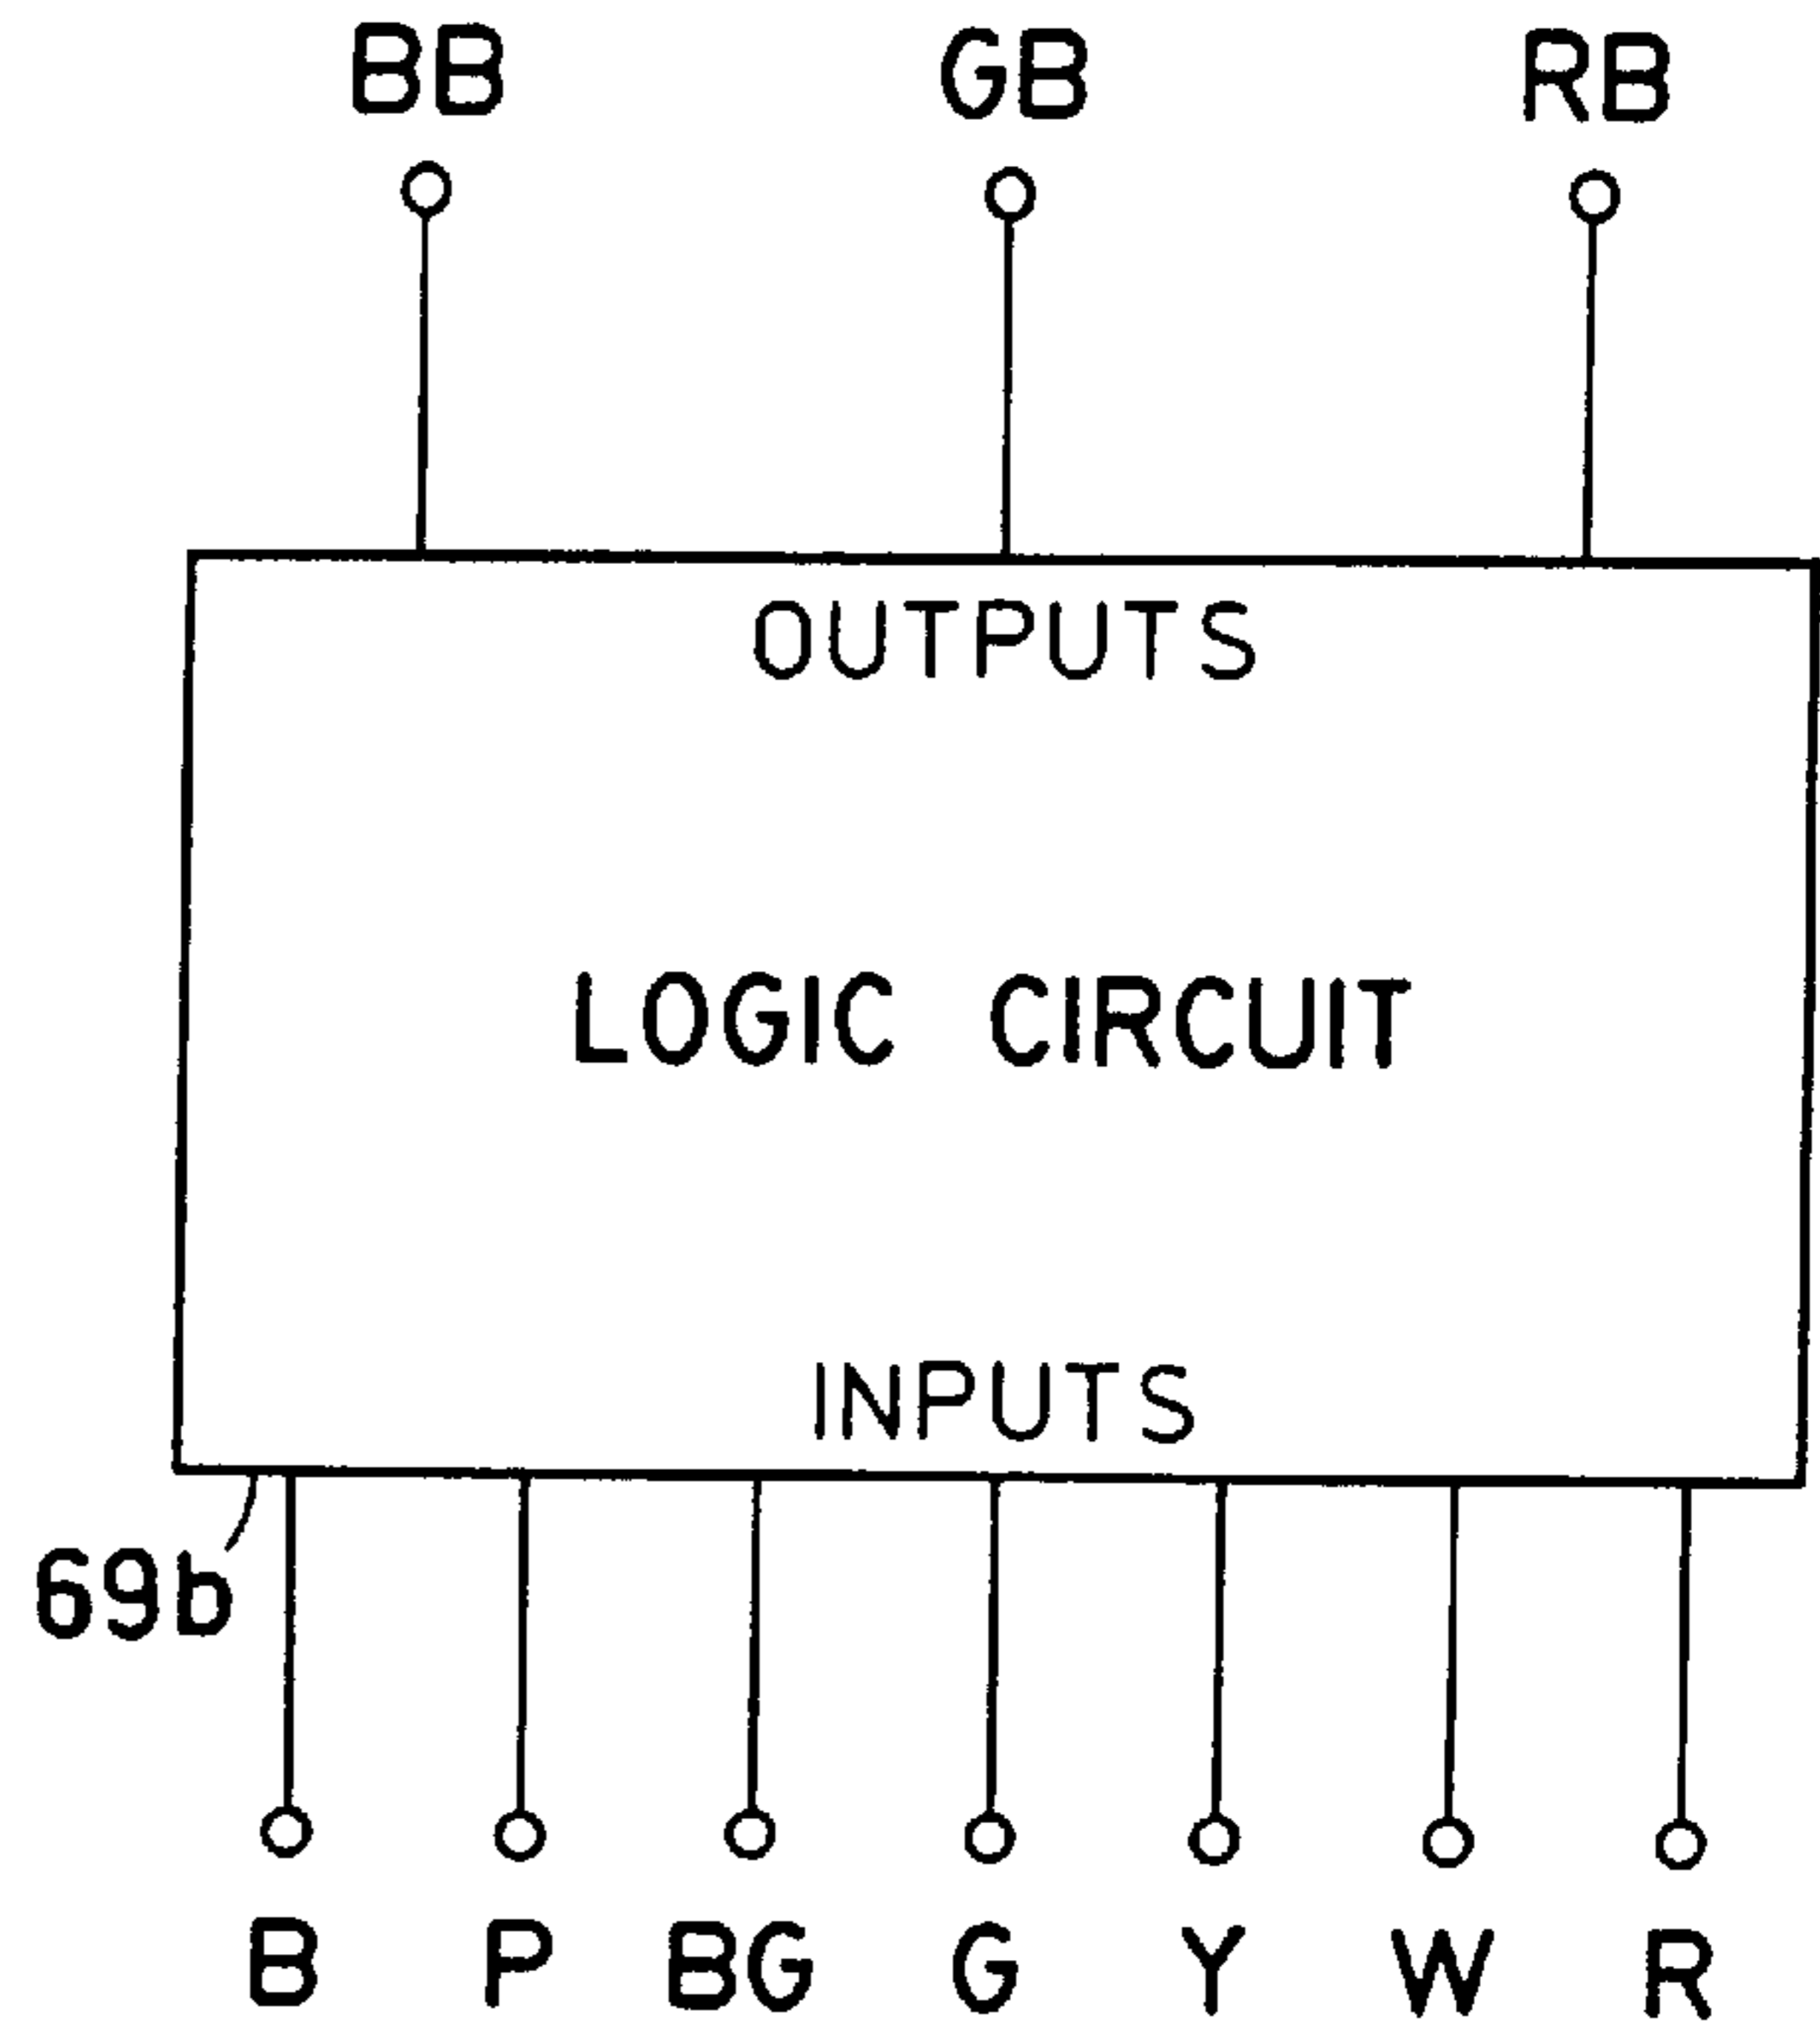 BB GB RB
OUTPUTS
LOGIC CIRCUIT
INPUTS
69b
B P BG G Y W R